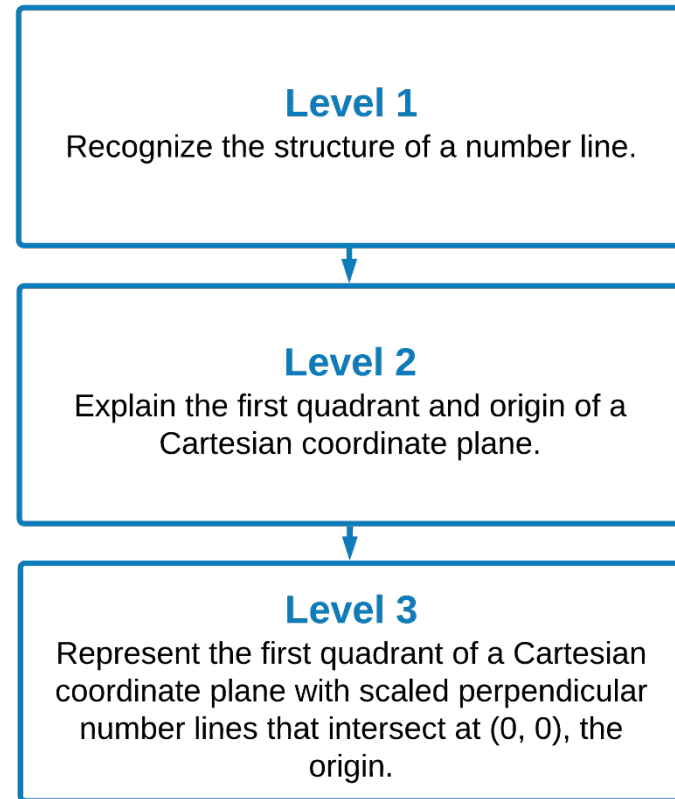 Level 1
Recognize the structure of a number line.
Level 2
Explain the first quadrant and origin of a
Cartesian coordinate plane.
Level 3
Represent the first quadrant of a Cartesian
coordinate plane with scaled perpendicular
number lines that intersect at (0, 0), the
origin.